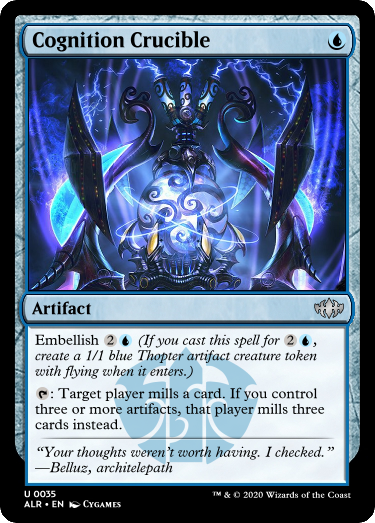 Cognition Crucible
Artifact
Embellish 2 (If you cast this spell for 2,
create a 1/1 blue Thopter artifact creature token
with flying when it enters.)
: Target player mills a card. If you control
three or more artifacts, that player mills three
cards instead.
“Your thoughts weren’t worth having. I checked.”
—Belluz, architelepath
U 0035
ALR • EN Cygames
™ & © 2020 Wizards of the Coast